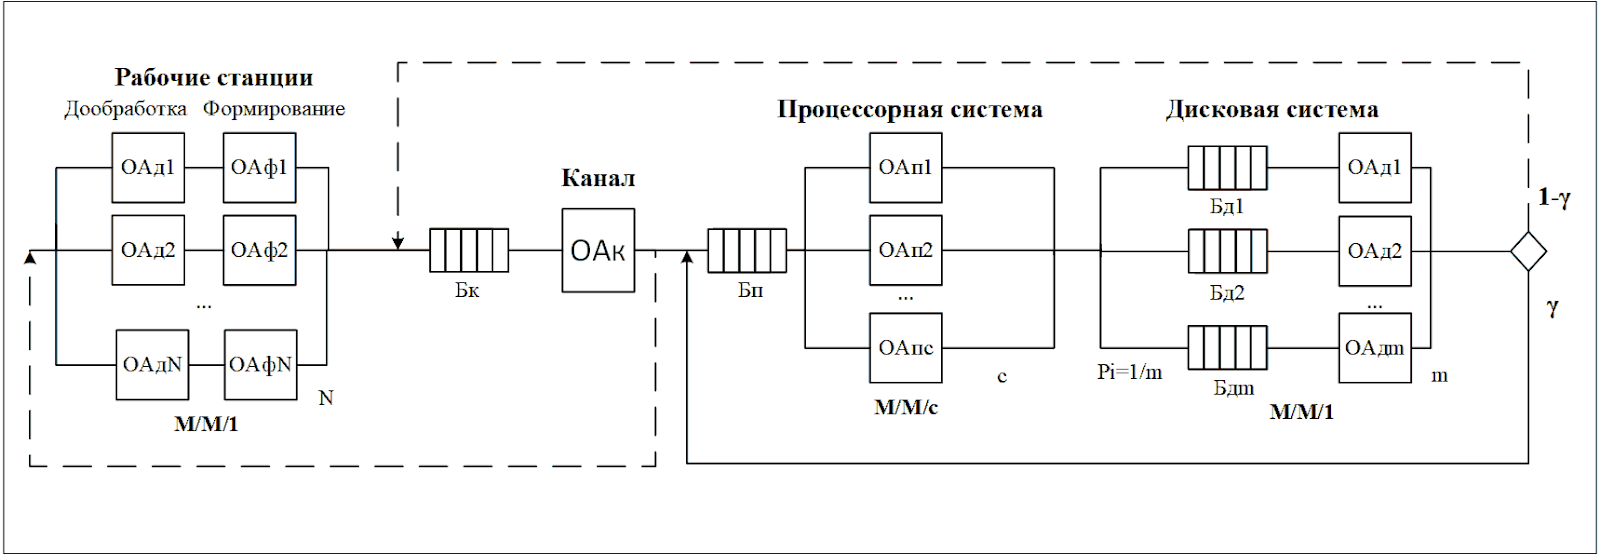 Рабочие станции
Дообработка Формирование
ОАд1 ОАф1
ОАд2 ОАф2
...
ОАдN ОАфN
N
М/М/1
Канал
Бк
ОАк
Процессорная система
Бп
ОАп1
ОАп2
...
ОАпс
с
М/М/с
Дисковая система
Бд1
ОАд1
Бд2
ОАд2
...
Pi=1/m
Бдm
ОАдm
m
М/М/1
1-γ
γ